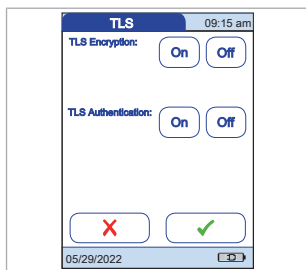 TLS 09:15 am
TLS Encryption:
On Off
TLS Authentication:
On Off
05/29/2022